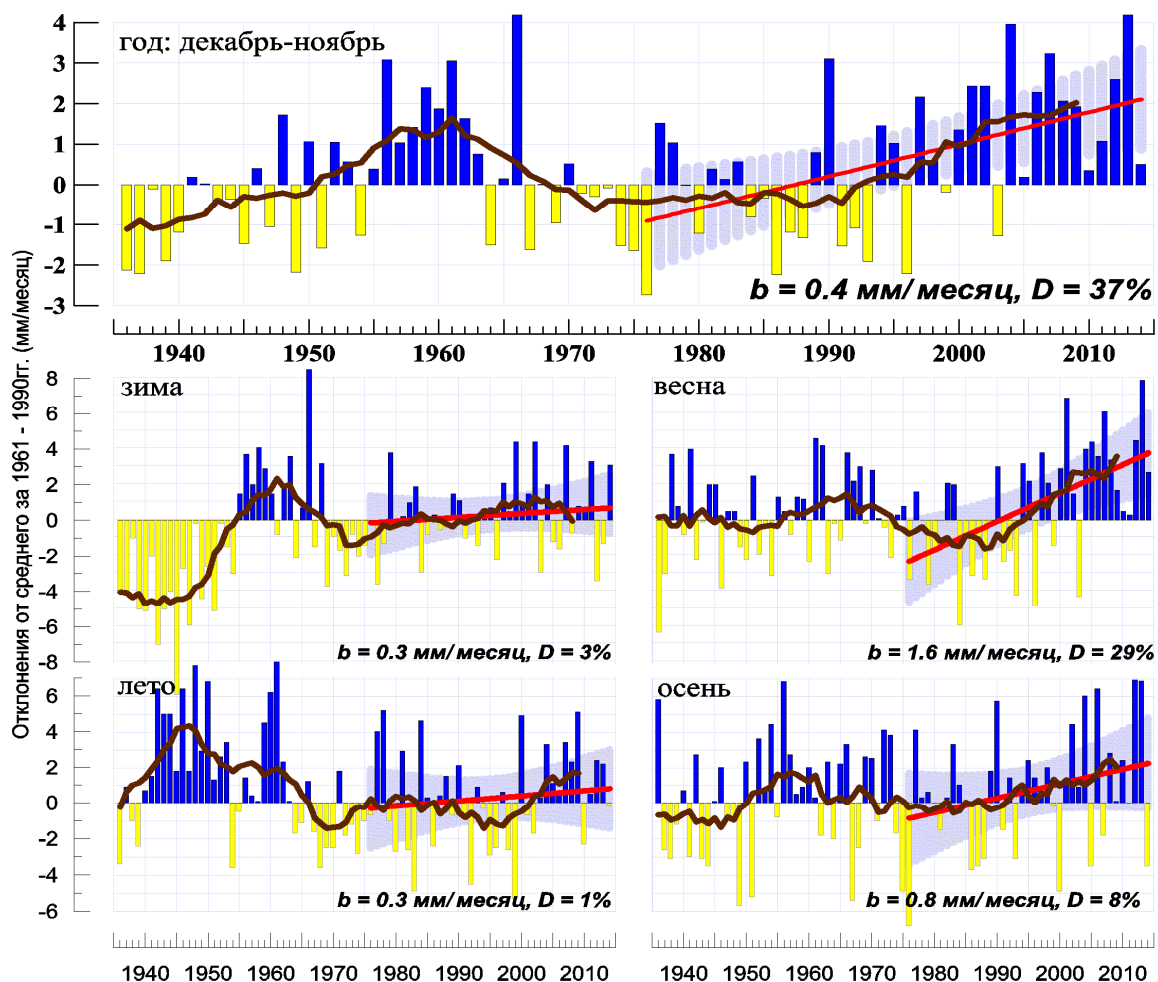 Отклонения от среднего за 1961 - 1990гг. (мм/месяц)
4
3
2
1
0
-1
-2
-3
год: декабрь-ноябрь
b = 0.4 мм/месяц, D = 37%
1940 1950 1960 1970 1980 1990 2000 2010
8
6
4
2
0
-2
-4
-6
-8
зима
b = 0.3 мм/месяц, D = 3%
весна
b = 1.6 мм/месяц, D = 29%
6
4
2
0
-2
-4
-6
лето
b = 0.3 мм/месяц, D = 1%
осень
b = 0.8 мм/месяц, D = 8%
1940 1950 1960 1970 1980 1990 2000 2010
1940 1950 1960 1970 1980 1990 2000 2010